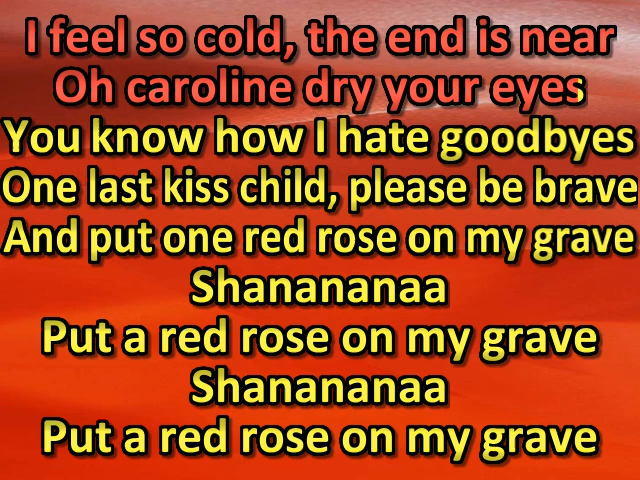 I feel so cold, the end is near
Oh caroline dry your eyes
You know how I hate goodbyes
One last kiss child, please be brave
And put one red rose on my grave
Shanananaa
Put a red rose on my grave
Shanananaa
Put a red rose on my grave